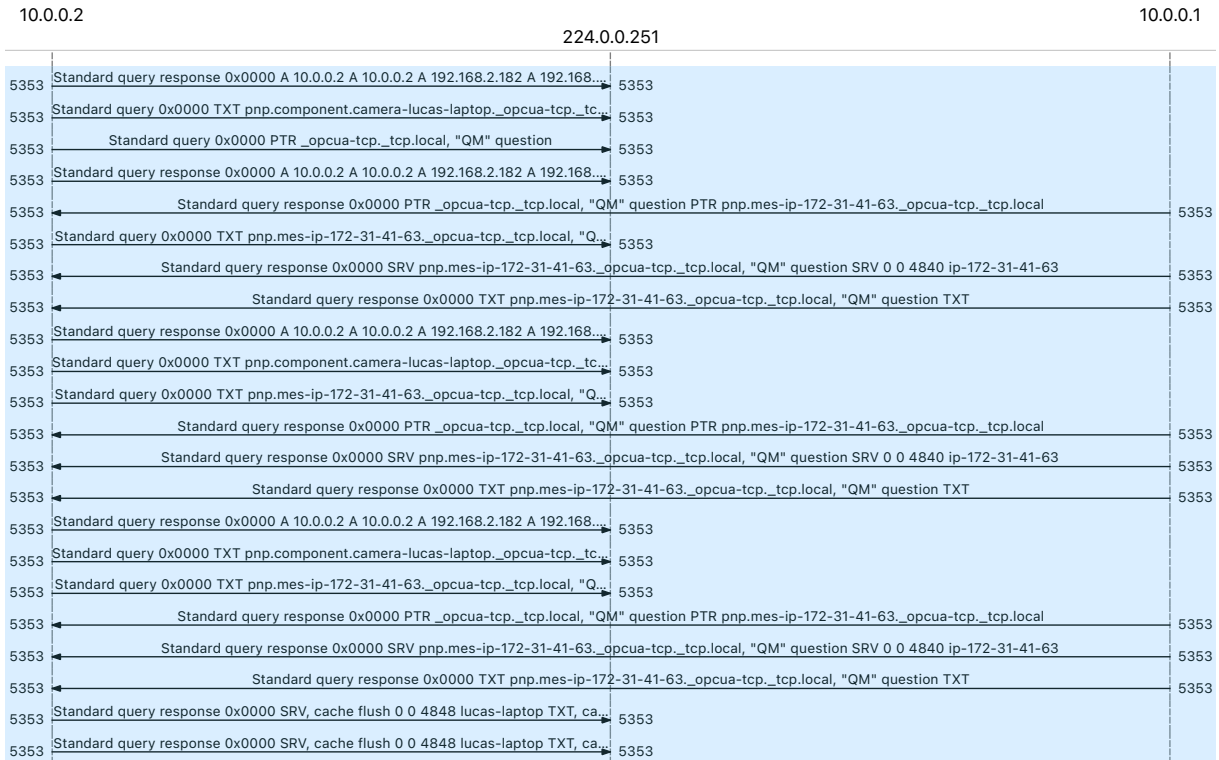 10.0.0.2
10.0.0.1
224.0.0.251
5353 Standard query response 0x0000 A 10.0.0.2 A 10.0.0.2 A 192.168.2.182 A 192.168.... 5353
5353 Standard query 0x0000 TXT pnp.component.camera-lucas-laptop._opcua-tcp._tc... 5353
5353 Standard query 0x0000 PTR _opcua-tcp._tcp.local, "QM" question 5353
5353 Standard query response 0x0000 A 10.0.0.2 A 10.0.0.2 A 192.168.2.182 A 192.168.... 5353
5353 Standard query response 0x0000 PTR _opcua-tcp._tcp.local, "QM" question PTR pnp.mes-ip-172-31-41-63._opcua-tcp._tcp.local 5353
5353 Standard query 0x0000 TXT pnp.mes-ip-172-31-41-63._opcua-tcp._tcp.local, "Q... 5353
5353 Standard query response 0x0000 SRV pnp.mes-ip-172-31-41-63._opcua-tcp._tcp.local, "QM" question SRV 0 0 4840 ip-172-31-41-63 5353
5353 Standard query response 0x0000 TXT pnp.mes-ip-172-31-41-63._opcua-tcp._tcp.local, "QM" question TXT 5353
5353 Standard query response 0x0000 A 10.0.0.2 A 10.0.0.2 A 192.168.2.182 A 192.168.... 5353
5353 Standard query 0x0000 TXT pnp.component.camera-lucas-laptop._opcua-tcp._tc... 5353
5353 Standard query 0x0000 TXT pnp.mes-ip-172-31-41-63._opcua-tcp._tcp.local, "Q... 5353
5353 Standard query response 0x0000 PTR _opcua-tcp._tcp.local, "QM" question PTR pnp.mes-ip-172-31-41-63._opcua-tcp._tcp.local 5353
5353 Standard query response 0x0000 SRV pnp.mes-ip-172-31-41-63._opcua-tcp._tcp.local, "QM" question SRV 0 0 4840 ip-172-31-41-63 5353
5353 Standard query response 0x0000 TXT pnp.mes-ip-172-31-41-63._opcua-tcp._tcp.local, "QM" question TXT 5353
5353 Standard query response 0x0000 A 10.0.0.2 A 10.0.0.2 A 192.168.2.182 A 192.168.... 5353
5353 Standard query 0x0000 TXT pnp.component.camera-lucas-laptop._opcua-tcp._tc... 5353
5353 Standard query 0x0000 TXT pnp.mes-ip-172-31-41-63._opcua-tcp._tcp.local, "Q... 5353
5353 Standard query response 0x0000 PTR _opcua-tcp._tcp.local, "QM" question PTR pnp.mes-ip-172-31-41-63._opcua-tcp._tcp.local 5353
5353 Standard query response 0x0000 SRV pnp.mes-ip-172-31-41-63._opcua-tcp._tcp.local, "QM" question SRV 0 0 4840 ip-172-31-41-63 5353
5353 Standard query response 0x0000 TXT pnp.mes-ip-172-31-41-63._opcua-tcp._tcp.local, "QM" question TXT 5353
5353 Standard query response 0x0000 SRV, cache flush 0 0 4848 lucas-laptop TXT, ca... 5353
5353 Standard query response 0x0000 SRV, cache flush 0 0 4848 lucas-laptop TXT, ca... 5353